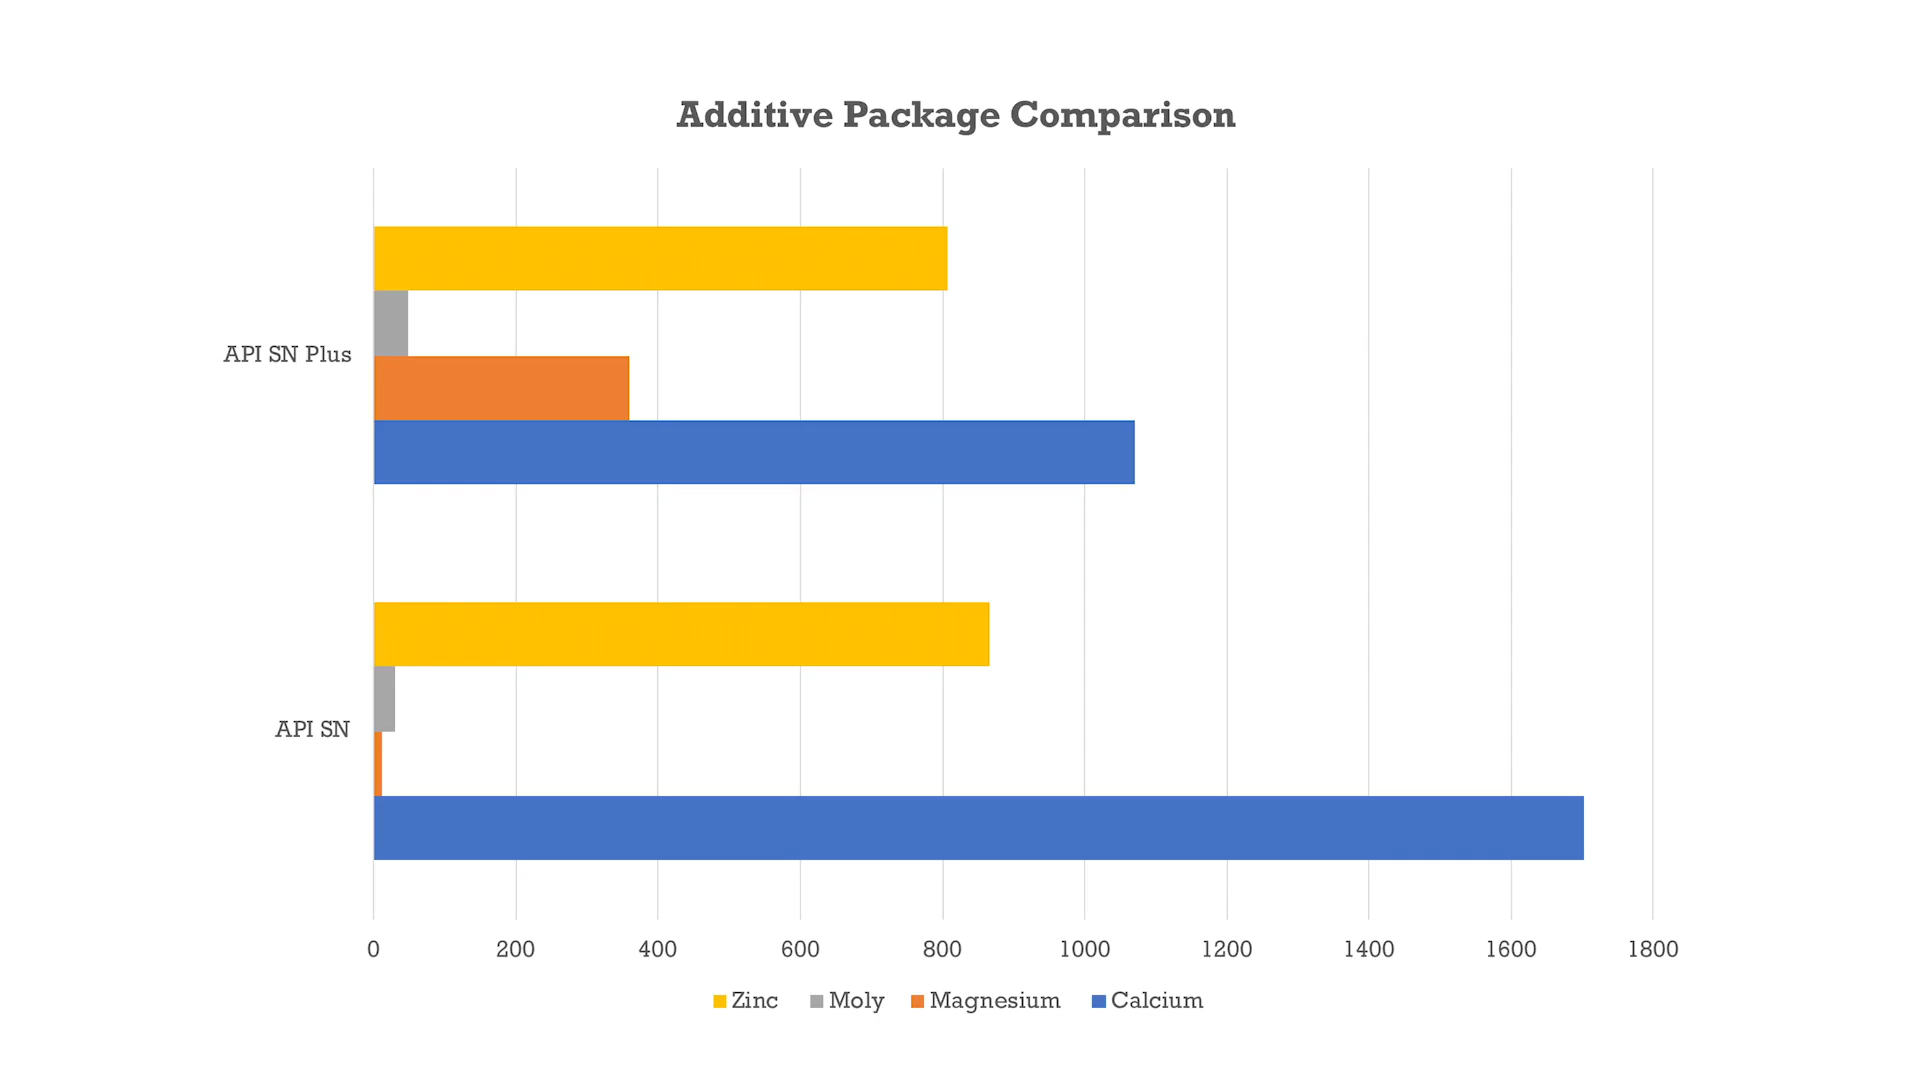 Additive Package Comparison
API SN Plus
API SN
0 200 400 600 800 1000 1200 1400 1600 1800
Zinc Moly Magnesium Calcium